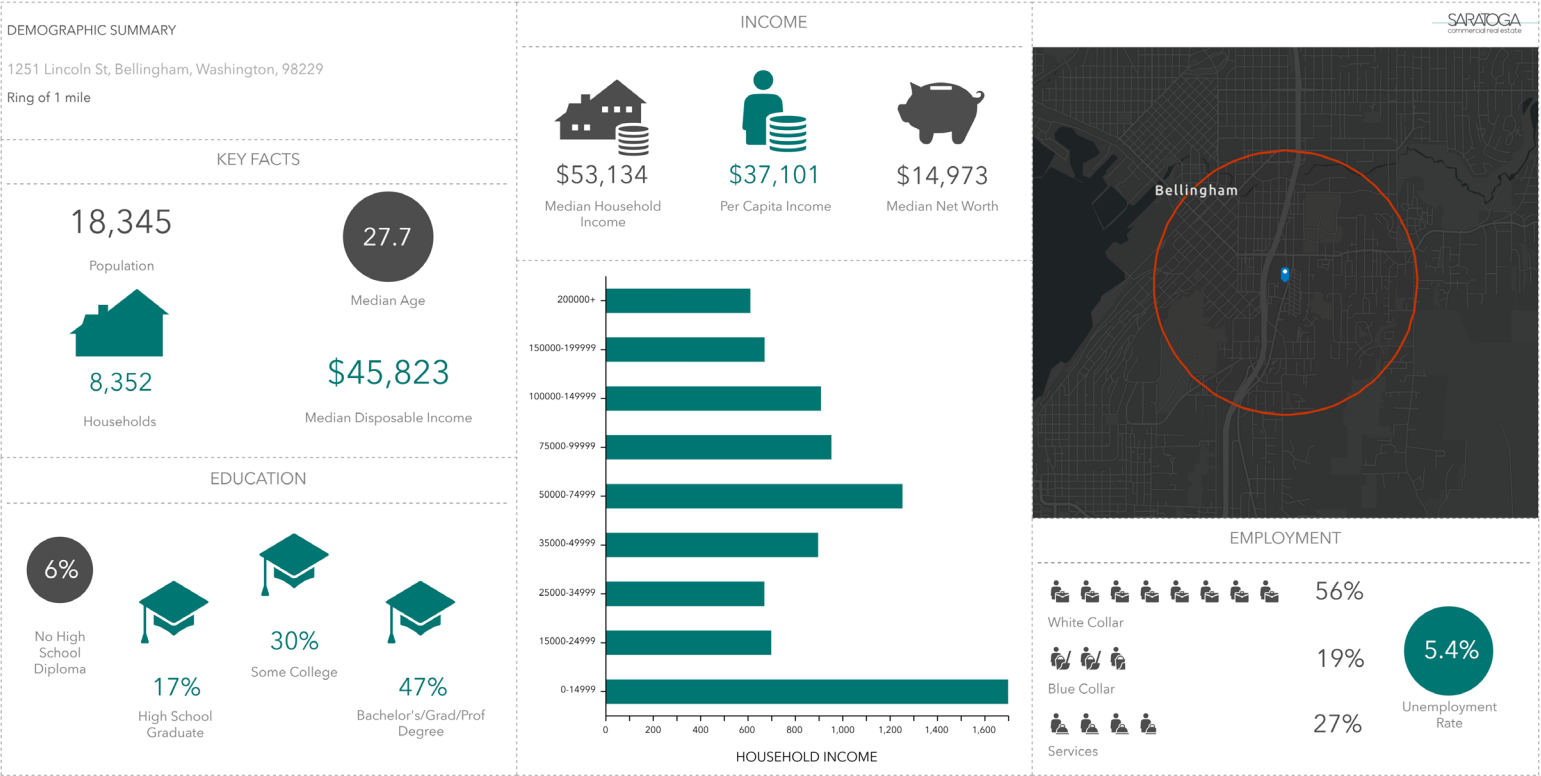 DEMOGRAPHIC SUMMARY
1251 Lincoln St, Bellingham, Washington, 98229
Ring of 1 mile
KEY FACTS
18,345
Population
27.7
Median Age
8,352
Households
$45,823
Median Disposable Income
EDUCATION
6%
No High
School
Diploma
17%
High School
Graduate
30%
Some College
47%
Bachelor's/Grad/Prof
Degree
INCOME
$53,134
Median Household
Income
$37,101
Per Capita Income
$14,973
Median Net Worth
200000+
150000-199999
100000-149999
75000-99999
50000-74999
35000-49999
25000-34999
15000-24999
0-14999
0 200 400 600 800 1,000 1,200 1,400 1,600
HOUSEHOLD INCOME
SARATOGA
commercial real estate
Bellingham
EMPLOYMENT
56%
White Collar
19%
Blue Collar
27%
Services
5.4%
Unemployment
Rate